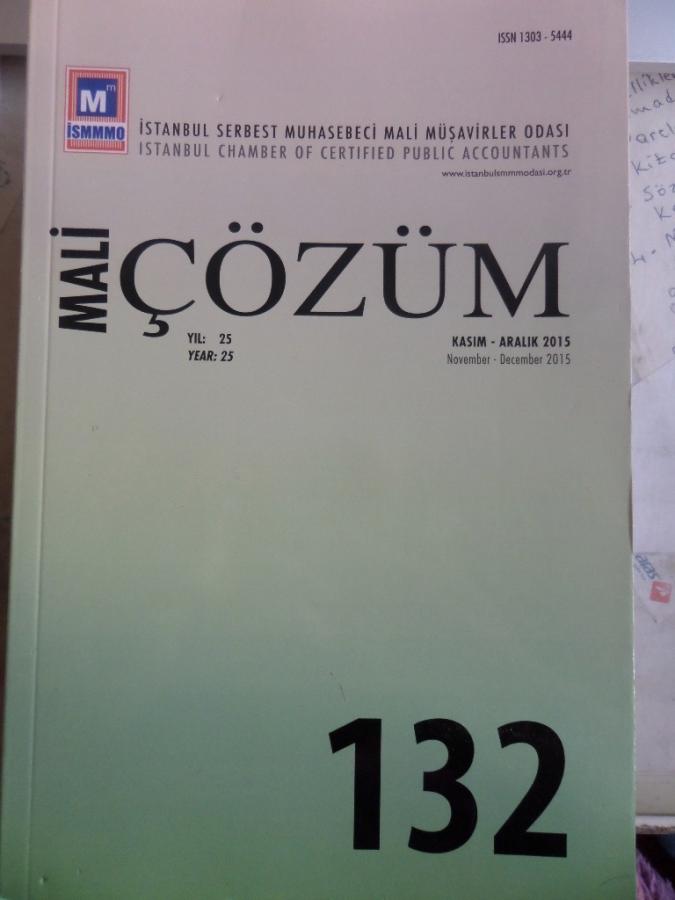 ISSN 1303 - 5444
Mm
İSMMMO
İSTANBUL SERBEST MUHASEBECİ MALİ MÜŞAVİRLER ODASI
ISTANBUL CHAMBER OF CERTIFIED PUBLIC ACCOUNTANTS
www.istanbulsmmmodasi.org.tr
MALİ
ÇÖZÜM
YIL: 25
YEAR: 25
KASIM - ARALIK 2015
November - December 2015
132